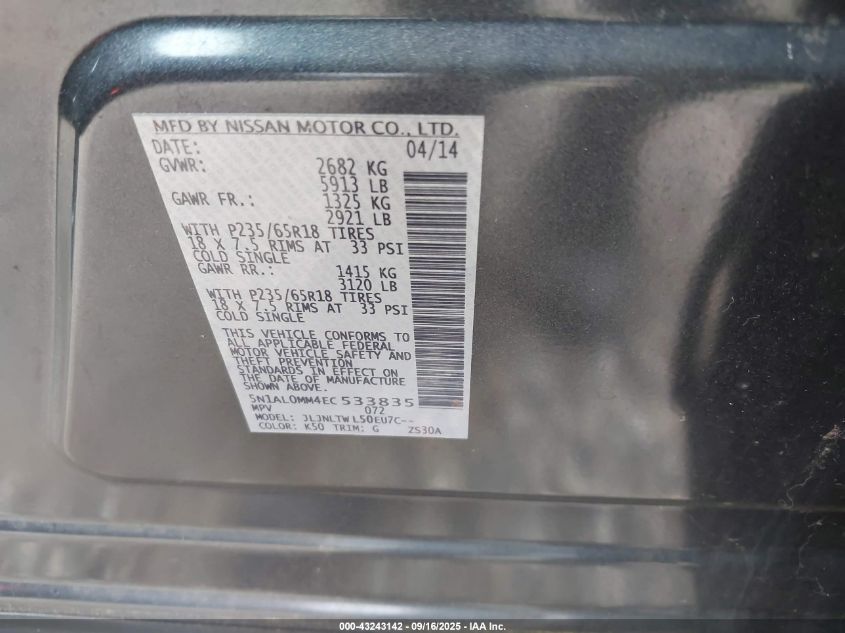 MFD BY NISSAN MOTOR CO., LTD.
DATE: 04/14
GVWR: 2682 KG
5913 LB
GAWR FR.: 1325 KG
2921 LB
WITH P235/65R18 TIRES
18 X 7.5 RIMS AT 33 PSI
COLD SINGLE
GAWR RR.: 1415 KG
3120 LB
WITH P235/65R18 TIRES
18 X 7.5 RIMS AT 33 PSI
COLD SINGLE
THIS VEHICLE CONFORMS TO
ALL APPLICABLE FEDERAL
MOTOR VEHICLE SAFETY AND
THEFT PREVENTION
STANDARDS IN EFFECT ON
THE DATE OF MANUFACTURE
SHOWN ABOVE.
5N1AL0MM4EC533835
MPV 072
MODEL: JLJNLTWL50EU7C--
COLOR: K50 TRIM: G ZS30A
000-43243142 - 09/16/2025 - IAA Inc.